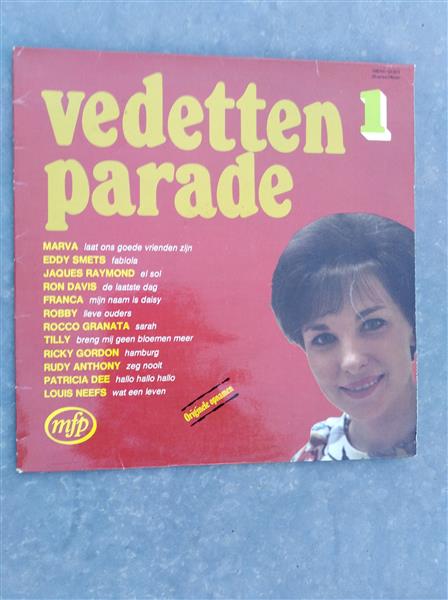 vedetten 1
parade
MARVA laat ons goede vrienden zijn
EDDY SMETS fabiola
JAQUES RAYMOND el sol
RON DAVIS de laatste dag
FRANCA mijn naam is daisy
ROBBY lieve ouders
ROCCO GRANATA sarah
TILLY breng mij geen bloemen meer
RICKY GORDON hamburg
RUDY ANTHONY zeg nooit
PATRICIA DEE hallo hallo hallo
LOUIS NEEFS wat een leven
Originele opnamen
mfp